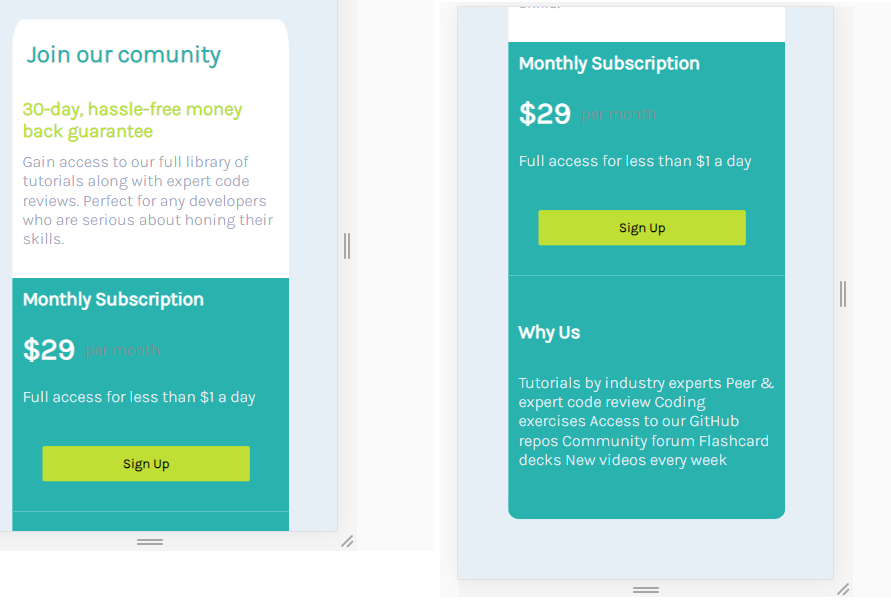 Join our comunity
30-day, hassle-free money
back guarantee
Gain access to our full library of
tutorials along with expert code
reviews. Perfect for any developers
who are serious about honing their
skills.
Monthly Subscription
$29 per month
Full access for less than $1 a day
Sign Up
Monthly Subscription
$29 per month
Full access for less than $1 a day
Sign Up
Why Us
Tutorials by industry experts Peer &
expert code review Coding
exercises Access to our GitHub
repos Community forum Flashcard
decks New videos every week